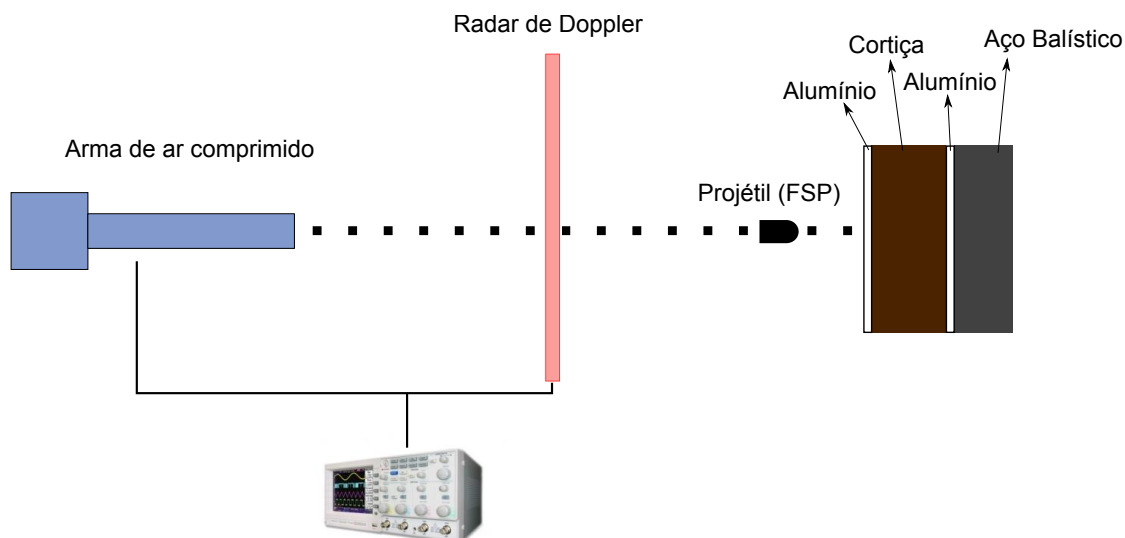 Radar de Doppler
Cortiça
Aço Balístico
Alumínio
Alumínio
Arma de ar comprimido
Projétil (FSP)